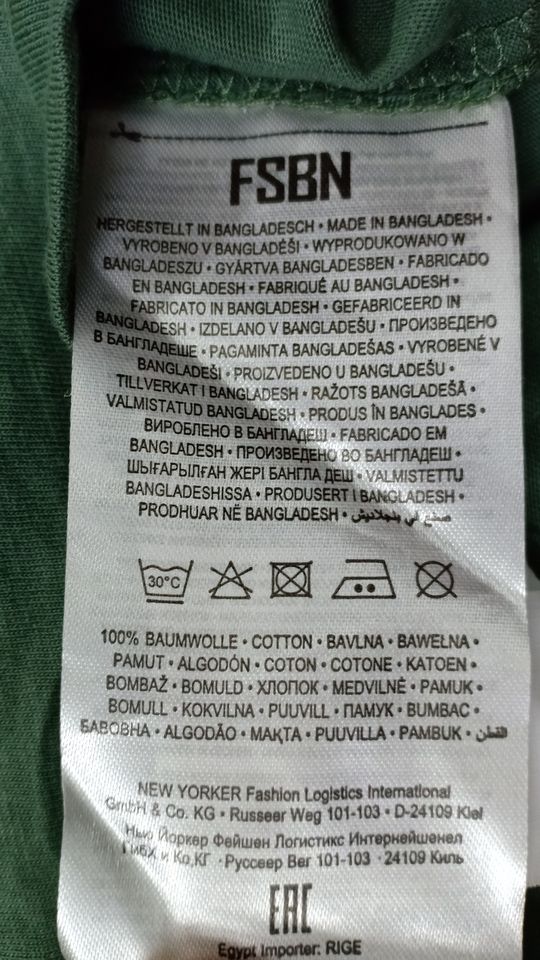 FSBN
HERGESTELLT IN BANGLADESCH • MADE IN BANGLADESH •
VYROBENO V BANGLADÉŠI • WYPRODUKOWANO W
BANGLADESZU • GYÁRTVA BANGLADESBEN • FABRICADO
EN BANGLADESH • FABRIQUÉ AU BANGLADESH •
FABRICATO IN BANGLADESH • GEFABRICEERD IN
BANGLADESH • IZDELANO V BANGLADEŠU • ПРОИЗВЕДЕНО
В БАНГЛАДЕШЕ • PAGAMINTA BANGLADEŠAS • VYROBENÉ V
BANGLADEŠI • PROIZVEDENO U BANGLADEŠU •
TILLVERKAT I BANGLADESH • RAŽOTS BANGLADEŠĀ •
VALMISTATUD BANGLADESH • PRODUS ÎN BANGLADES •
ВИРОБЛЕНО В БАНГЛАДЕШ • FABRICADO EM
BANGLADESH • ПРОИЗВЕДЕНО ВО БАНГЛАДЕШ •
ШЫҒАРЫЛҒАН ЖЕРІ БАНГЛА ДЕШ • VALMISTETTU
BANGLADESHISSA • PRODUSERT I BANGLADESH •
PRODHUAR NË BANGLADESH • صنع في بنجلاديش
30°C
100% BAUMWOLLE • COTTON • BAVLNA • BAWEŁNA •
PAMUT • ALGODÓN • COTON • COTONE • KATOEN •
BOMBAŽ • BOMULD • ХЛОПОК • MEDVILNĖ • PAMUK •
BOMULL • KOKVILNA • PUUVILL • ПАМУК • BUMBAC •
БАВОВНА • ALGODÃO • МАҚТА • PUUVILLA • PAMBUK • القطن
NEW YORKER Fashion Logistics International
GmbH & Co. KG • Russeer Weg 101-103 • D-24109 Kiel
Нью Йоркер Фейшен Логистикс Интернейшенел
ГмбХ и Ко,КГ • Руссеер Вег 101-103 • 24109 Киль
EAC
Egypt Importer: RIGE